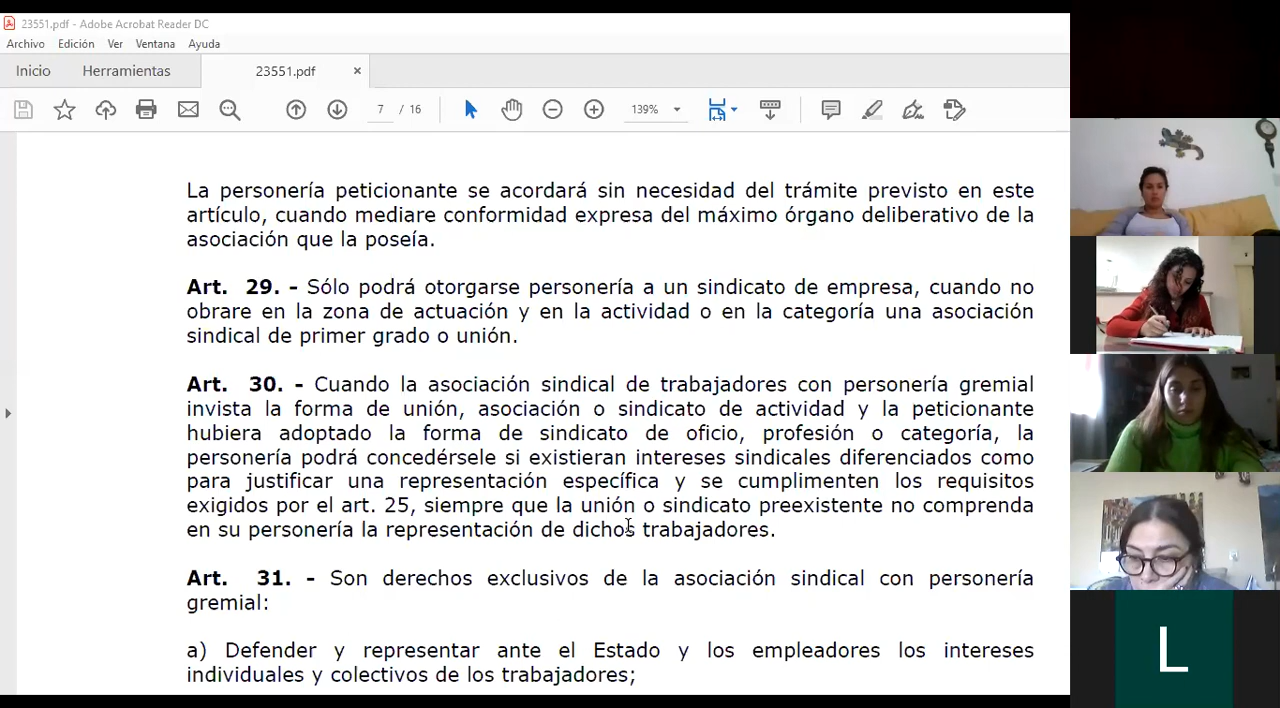 23551.pdf - Adobe Acrobat Reader DC
Archivo Edición Ver Ventana Ayuda
Inicio Herramientas 23551.pdf ×
7 / 16 139%
La personería peticionante se acordará sin necesidad del trámite previsto en este
artículo, cuando mediare conformidad expresa del máximo órgano deliberativo de la
asociación que la poseía.
Art. 29. - Sólo podrá otorgarse personería a un sindicato de empresa, cuando no
obrare en la zona de actuación y en la actividad o en la categoría una asociación
sindical de primer grado o unión.
Art. 30. - Cuando la asociación sindical de trabajadores con personería gremial
invista la forma de unión, asociación o sindicato de actividad y la peticionante
hubiera adoptado la forma de sindicato de oficio, profesión o categoría, la
personería podrá concedérsele si existieran intereses sindicales diferenciados como
para justificar una representación específica y se cumplimenten los requisitos
exigidos por el art. 25, siempre que la unión o sindicato preexistente no comprenda
en su personería la representación de dichos trabajadores.
Art. 31. - Son derechos exclusivos de la asociación sindical con personería
gremial:
a) Defender y representar ante el Estado y los empleadores los intereses
individuales y colectivos de los trabajadores;
L